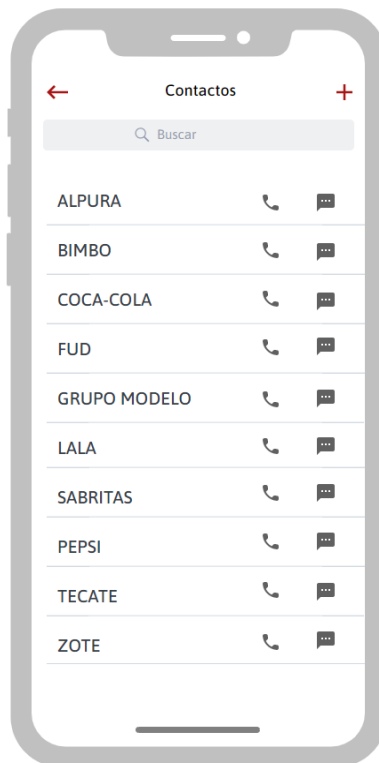 Contactos
Buscar
ALPURA
BIMBO
COCA-COLA
FUD
GRUPO MODELO
LALA
SABRITAS
PEPSI
TECATE
ZOTE